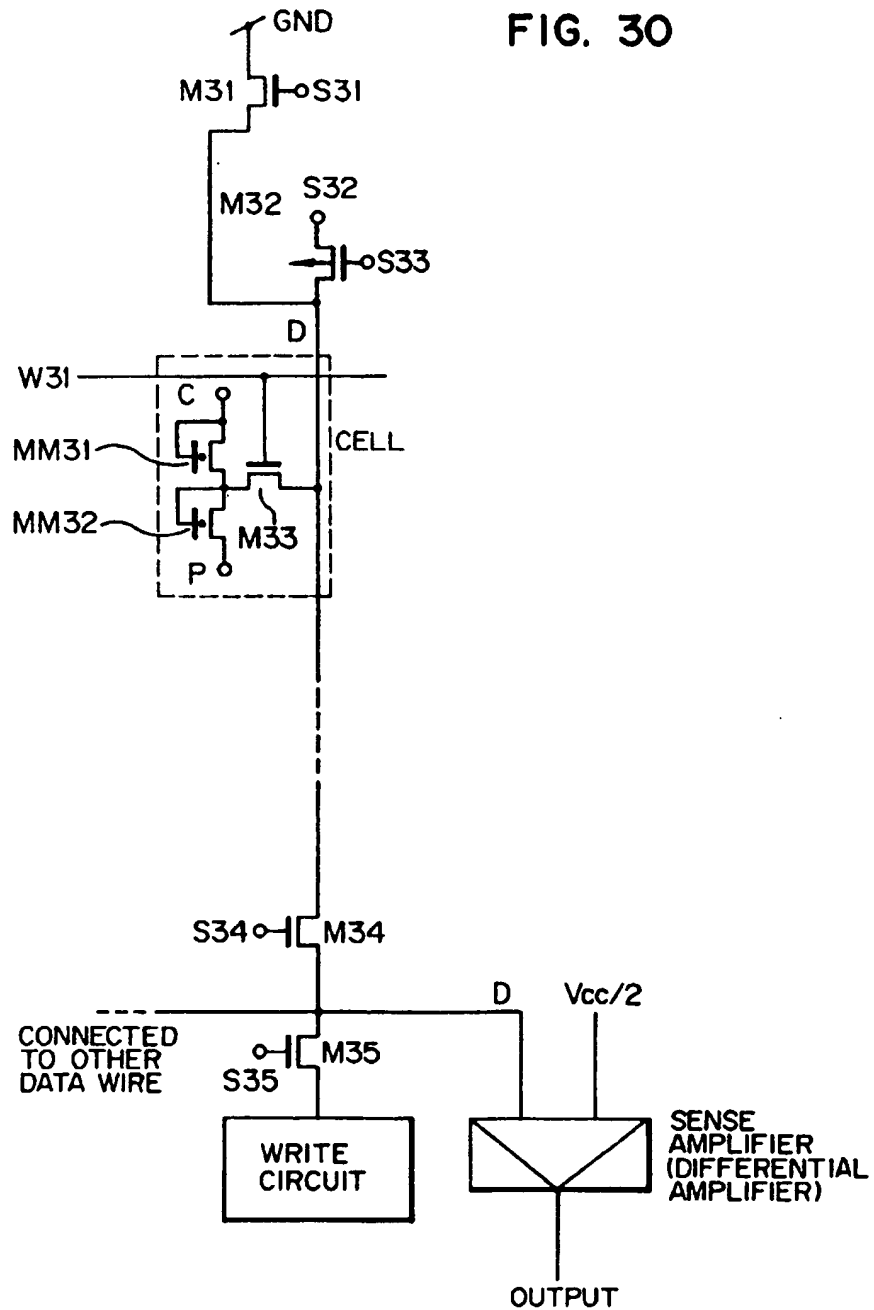 FIG. 30
GND
M31
S31
S32
M32
S33
D
W31
C
CELL
MM31
MM32
M33
P
S34
M34
D
Vcc/2
CONNECTED
TO OTHER
DATA WIRE
M35
S35
WRITE
CIRCUIT
SENSE
AMPLIFIER
(DIFFERENTIAL
AMPLIFIER)
OUTPUT